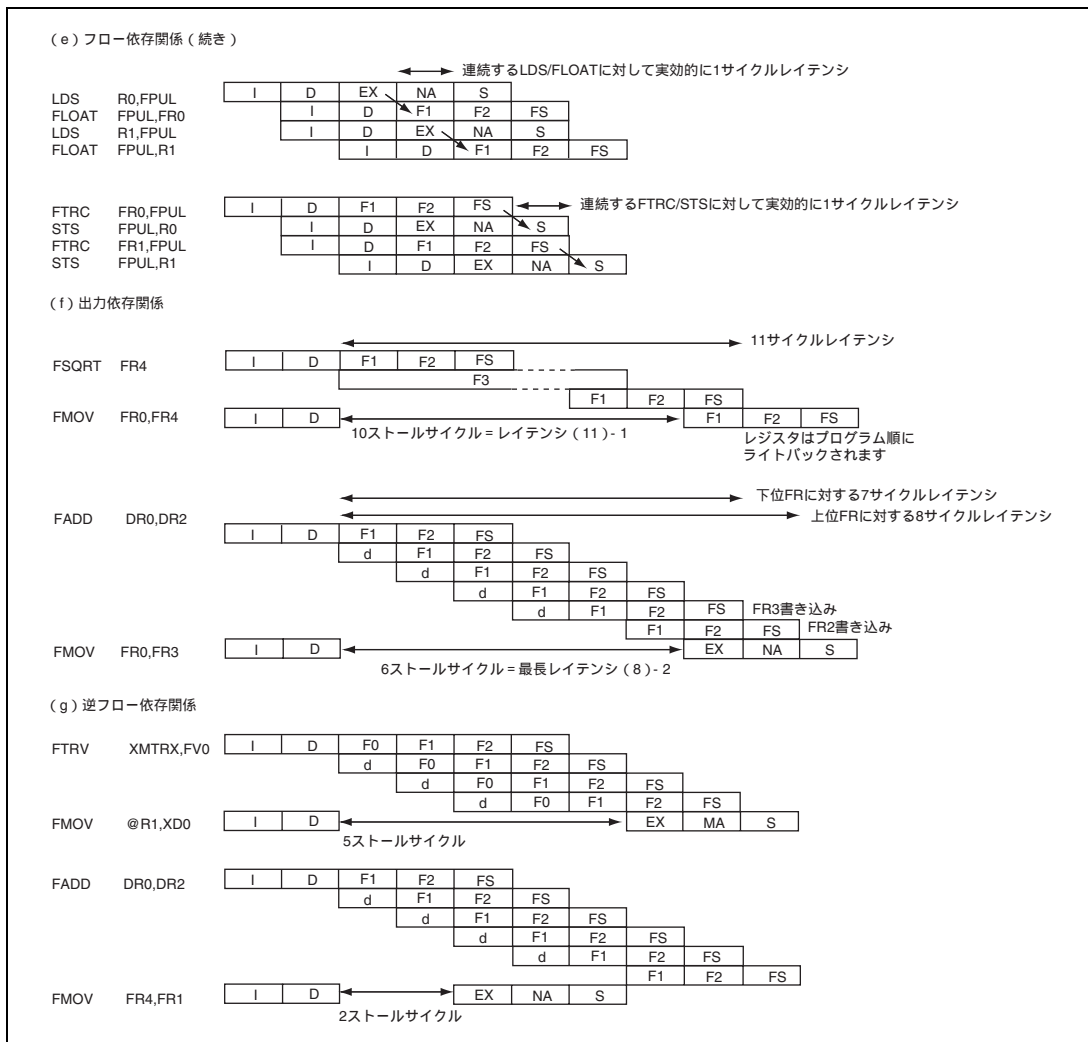 (e) フロー依存関係（続き）
連続するLDS/FLOATに対して実効的に1サイクルレイテンシ
LDS R0,FPUL I D EX NA S
FLOAT FPUL,FR0 I D F1 F2 FS
LDS R1,FPUL I D EX NA S
FLOAT FPUL,R1 I D F1 F2 FS
FTRC FR0,FPUL I D F1 F2 FS 連続するFTRC/STSに対して実効的に1サイクルレイテンシ
STS FPUL,R0 I D EX NA S
FTRC FR1,FPUL I D F1 F2 FS
STS FPUL,R1 I D EX NA S
(f) 出力依存関係
11サイクルレイテンシ
FSQRT FR4 I D F1 F2 FS
F3
F1 F2 FS
FMOV FR0,FR4 I D F1 F2 FS
10ストールサイクル = レイテンシ（11）- 1
レジスタはプログラム順に
ライトバックされます
下位FRに対する7サイクルレイテンシ
上位FRに対する8サイクルレイテンシ
FADD DR0,DR2 I D F1 F2 FS
d F1 F2 FS
d F1 F2 FS
d F1 F2 FS
d F1 F2 FS FR3書き込み
F1 F2 FS FR2書き込み
FMOV FR0,FR3 I D EX NA S
6ストールサイクル = 最長レイテンシ（8）- 2
(g) 逆フロー依存関係
FTRV XMTRX,FV0 I D F0 F1 F2 FS
d F0 F1 F2 FS
d F0 F1 F2 FS
d F0 F1 F2 FS
FMOV @R1,XD0 I D EX MA S
5ストールサイクル
FADD DR0,DR2 I D F1 F2 FS
d F1 F2 FS
d F1 F2 FS
d F1 F2 FS
d F1 F2 FS
F1 F2 FS
FMOV FR4,FR1 I D EX NA S
2ストールサイクル